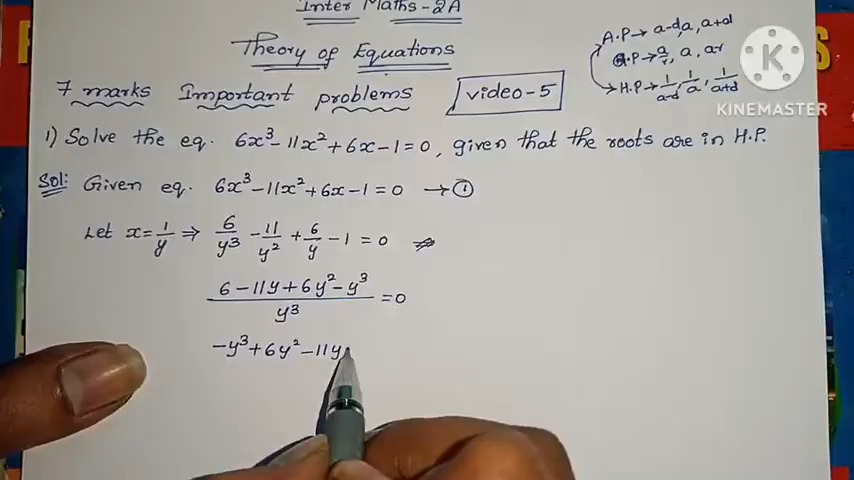 Inter Maths-2A
Theory of Equations
A.P → a-d, a, a+d
G.P → a/r, a, ar
H.P → 1/a-d, 1/a, 1/a+d
KINEMASTER
7 marks Important problems video-5
1) Solve the eq. 6x³-11x²+6x-1=0, given that the roots are in H.P.
Sol: Given eq. 6x³-11x²+6x-1=0 → ①
Let x=1/y ⇒ 6/y³ - 11/y² + 6/y - 1 = 0
6-11y+6y²-y³/y³ = 0
-y³+6y²-11y